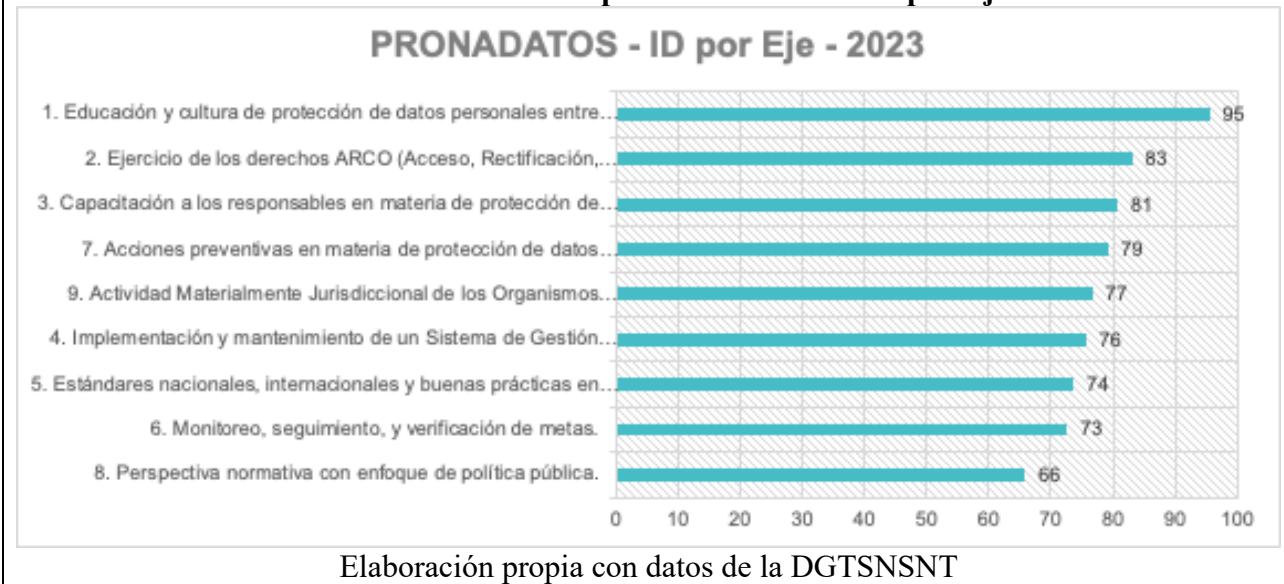 PRONADATOS - ID por Eje - 2023
1. Educación y cultura de protección de datos personales entre... 95
2. Ejercicio de los derechos ARCO (Acceso, Rectificación,... 83
3. Capacitación a los responsables en materia de protección de... 81
7. Acciones preventivas en materia de protección de datos... 79
9. Actividad Materialmente Jurisdiccional de los Organismos... 77
4. Implementación y mantenimiento de un Sistema de Gestión... 76
5. Estándares nacionales, internacionales y buenas prácticas en... 74
6. Monitoreo, seguimiento, y verificación de metas. 73
8. Perspectiva normativa con enfoque de política pública. 66
0 10 20 30 40 50 60 70 80 90 100
Elaboración propia con datos de la DGTSNSNT